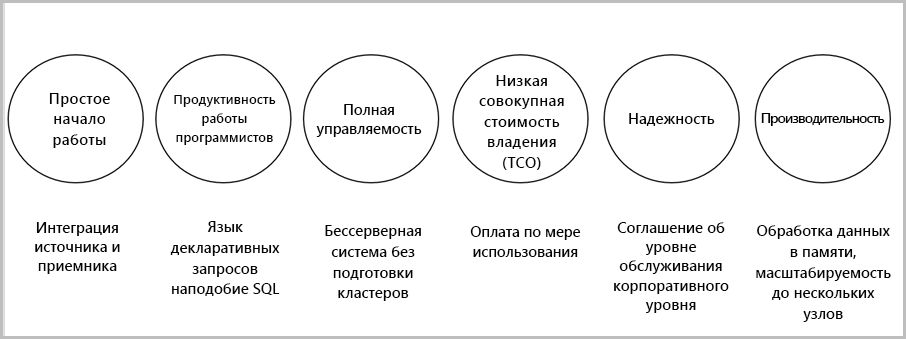 Простое
начало
работы
Продуктивность
работы
программистов
Полная
управляемость
Низкая
совокупная
стоимость
владения
(TCO)
Надежность
Производительность
Интеграция
источника и
приемника
Язык
декларативных
запросов
наподобие SQL
Бессерверная
система без
подготовки
кластеров
Оплата по мере
использования
Соглашение об
уровне
обслуживания
корпоративного
уровня
Обработка данных
в памяти,
масштабируемость
до нескольких
узлов